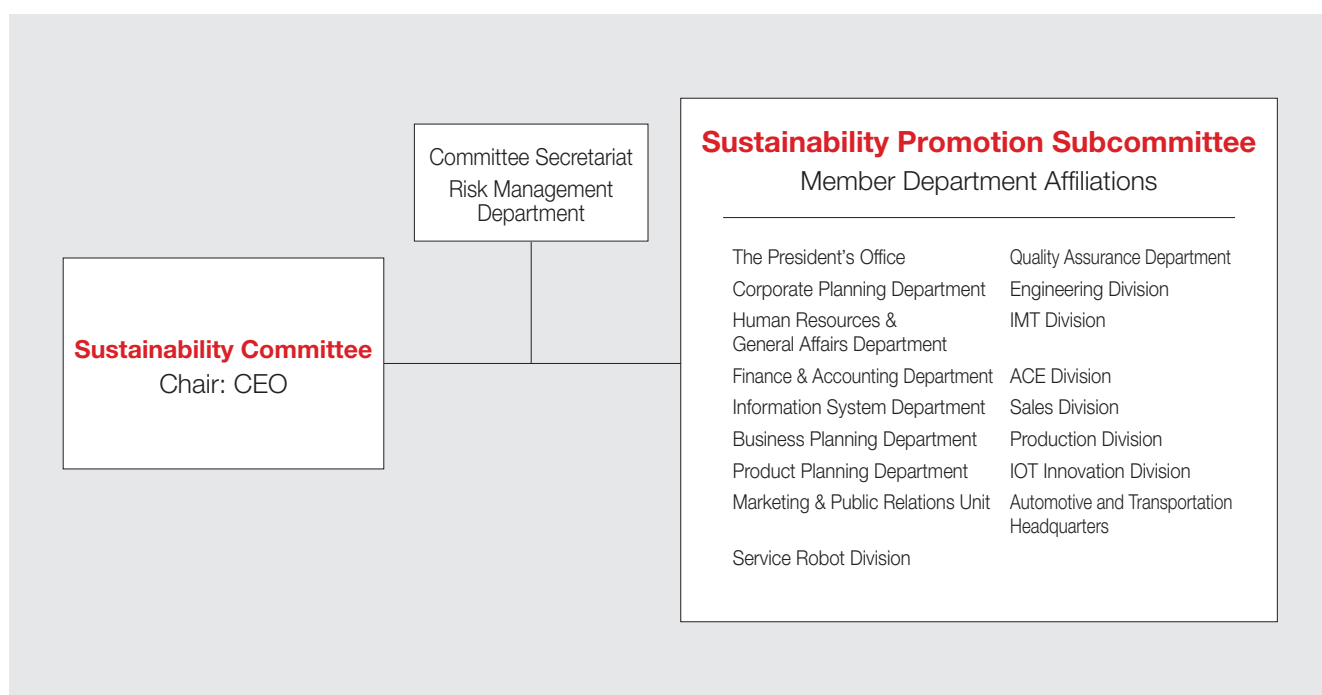 Committee Secretariat
Risk Management
Department
Sustainability Committee
Chair: CEO
Sustainability Promotion Subcommittee
Member Department Affiliations
The President’s Office
Corporate Planning Department
Human Resources &
General Affairs Department
Finance & Accounting Department
Information System Department
Business Planning Department
Product Planning Department
Marketing & Public Relations Unit
Service Robot Division
Quality Assurance Department
Engineering Division
IMT Division
ACE Division
Sales Division
Production Division
IOT Innovation Division
Automotive and Transportation
Headquarters